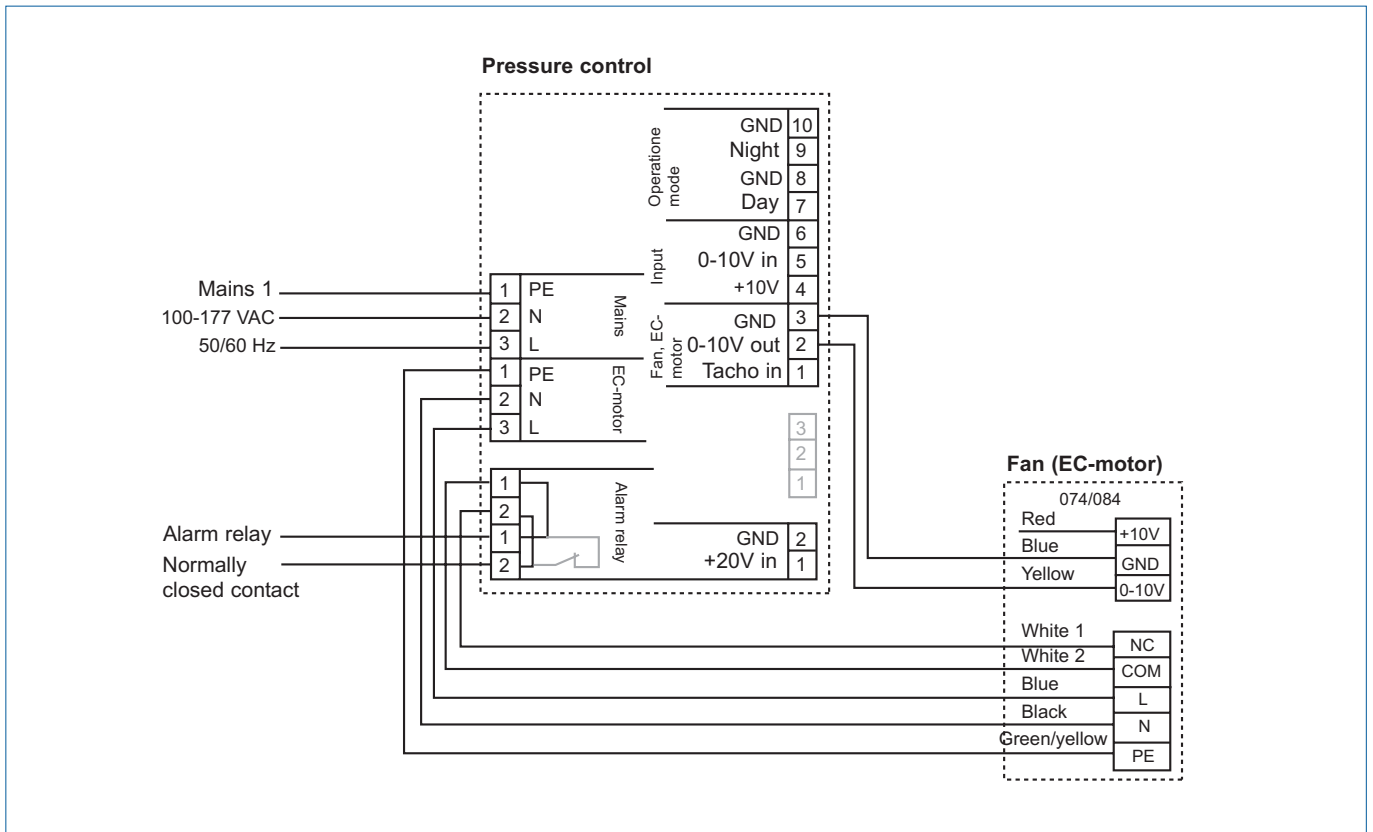 Pressure control
Operatione
mode
GND 10
Night 9
GND 8
Day 7
Input
GND 6
0-10V in 5
+10V 4
Fan, EC-
motor
GND 3
0-10V out 2
Tacho in 1
Mains 1
100-177 VAC
50/60 Hz
1 PE
2 N
3 L
Mains
1 PE
2 N
3 L
EC-motor
3
2
1
Alarm relay
Normally
closed contact
1
2
1
2
Alarm relay
GND 2
+20V in 1
Fan (EC-motor)
074/084
Red +10V
Blue GND
Yellow 0-10V
White 1 NC
White 2 COM
Blue L
Black N
Green/yellow PE